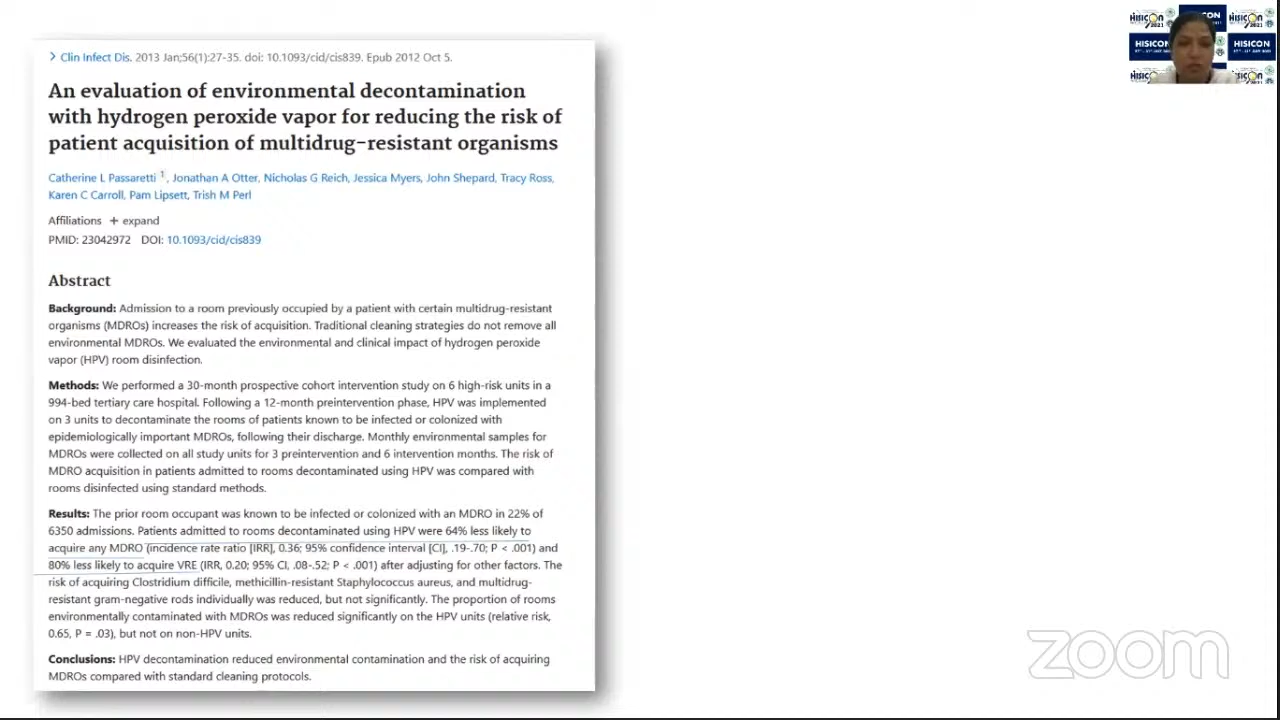 > Clin Infect Dis. 2013 Jan;56(1):27-35. doi: 10.1093/cid/cis839. Epub 2012 Oct 5.
An evaluation of environmental decontamination
with hydrogen peroxide vapor for reducing the risk of
patient acquisition of multidrug-resistant organisms
Catherine L Passaretti 1, Jonathan A Otter, Nicholas G Reich, Jessica Myers, John Shepard, Tracy Ross,
Karen C Carroll, Pam Lipsett, Trish M Perl
Affiliations + expand
PMID: 23042972 DOI: 10.1093/cid/cis839
Abstract
Background: Admission to a room previously occupied by a patient with certain multidrug-resistant
organisms (MDROs) increases the risk of acquisition. Traditional cleaning strategies do not remove all
environmental MDROs. We evaluated the environmental and clinical impact of hydrogen peroxide
vapor (HPV) room disinfection.
Methods: We performed a 30-month prospective cohort intervention study on 6 high-risk units in a
994-bed tertiary care hospital. Following a 12-month preintervention phase, HPV was implemented
on 3 units to decontaminate the rooms of patients known to be infected or colonized with
epidemiologically important MDROs, following their discharge. Monthly environmental samples for
MDROs were collected on all study units for 3 preintervention and 6 intervention months. The risk of
MDRO acquisition in patients admitted to rooms decontaminated using HPV was compared with
rooms disinfected using standard methods.
Results: The prior room occupant was known to be infected or colonized with an MDRO in 22% of
6350 admissions. Patients admitted to rooms decontaminated using HPV were 64% less likely to
acquire any MDRO (incidence rate ratio [IRR], 0.36; 95% confidence interval [CI], .19-.70; P < .001) and
80% less likely to acquire VRE (IRR, 0.20; 95% CI, .08-.52; P < .001) after adjusting for other factors. The
risk of acquiring Clostridium difficile, methicillin-resistant Staphylococcus aureus, and multidrug-
resistant gram-negative rods individually was reduced, but not significantly. The proportion of rooms
environmentally contaminated with MDROs was reduced significantly on the HPV units (relative risk,
0.65, P = .03), but not on non-HPV units.
Conclusions: HPV decontamination reduced environmental contamination and the risk of acquiring
MDROs compared with standard cleaning protocols.
HISICON
HISICON
HISICON
HISICON
zoom